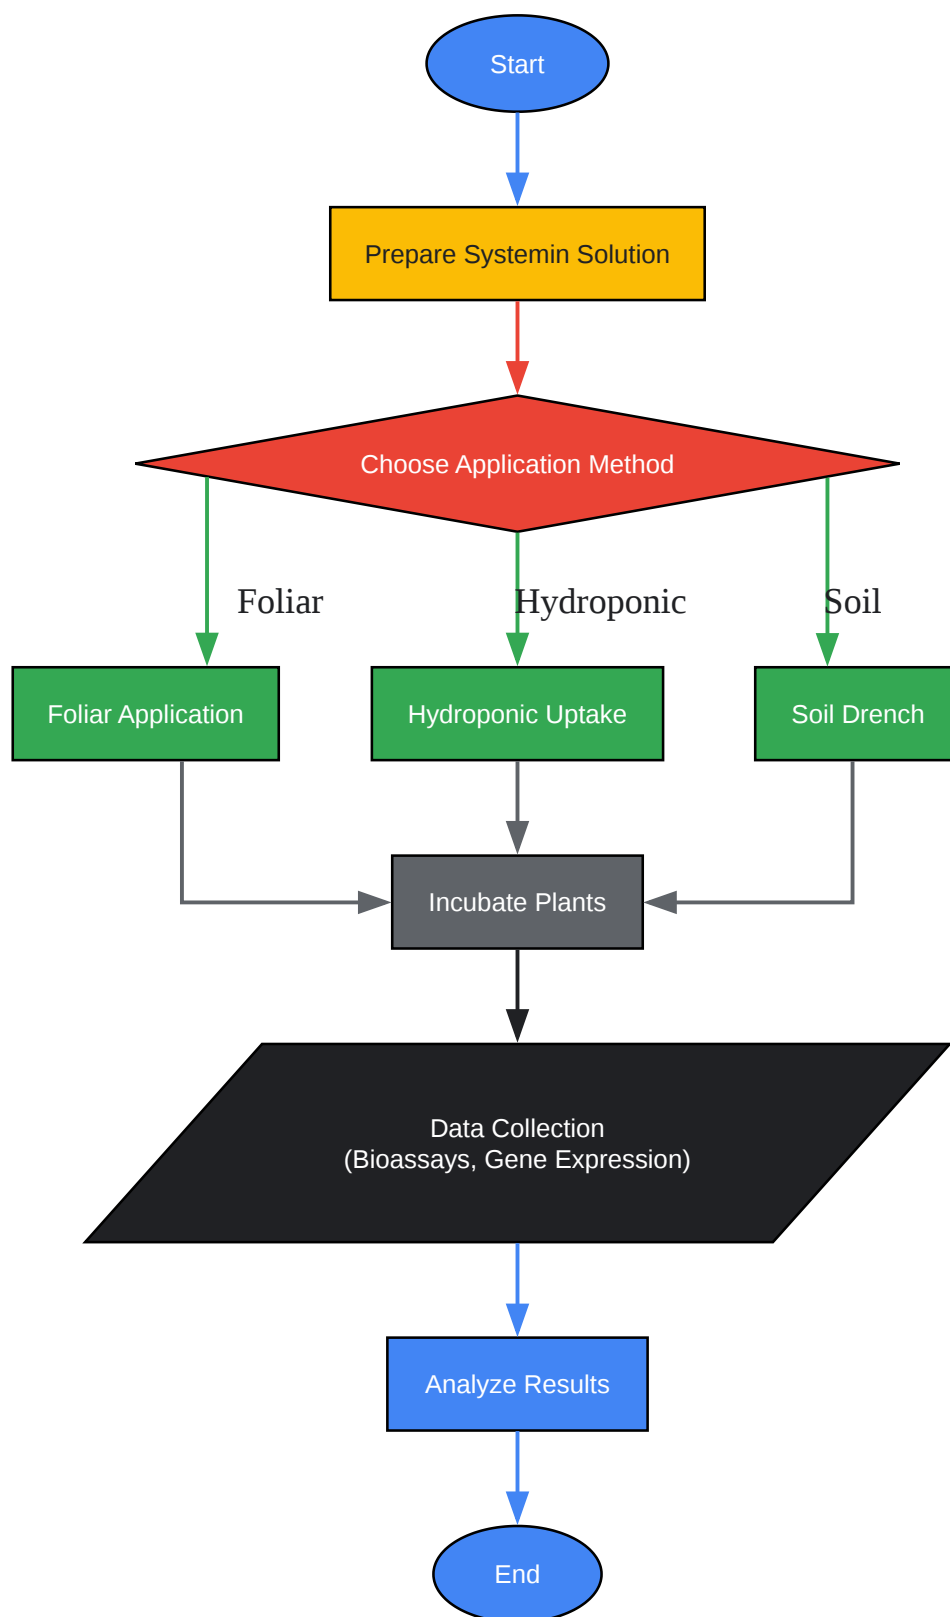 Start
Prepare Systemin Solution
Choose Application Method
Foliar
Hydroponic
Soil
Foliar Application
Hydroponic Uptake
Soil Drench
Incubate Plants
Data Collection
(Bioassays, Gene Expression)
Analyze Results
End